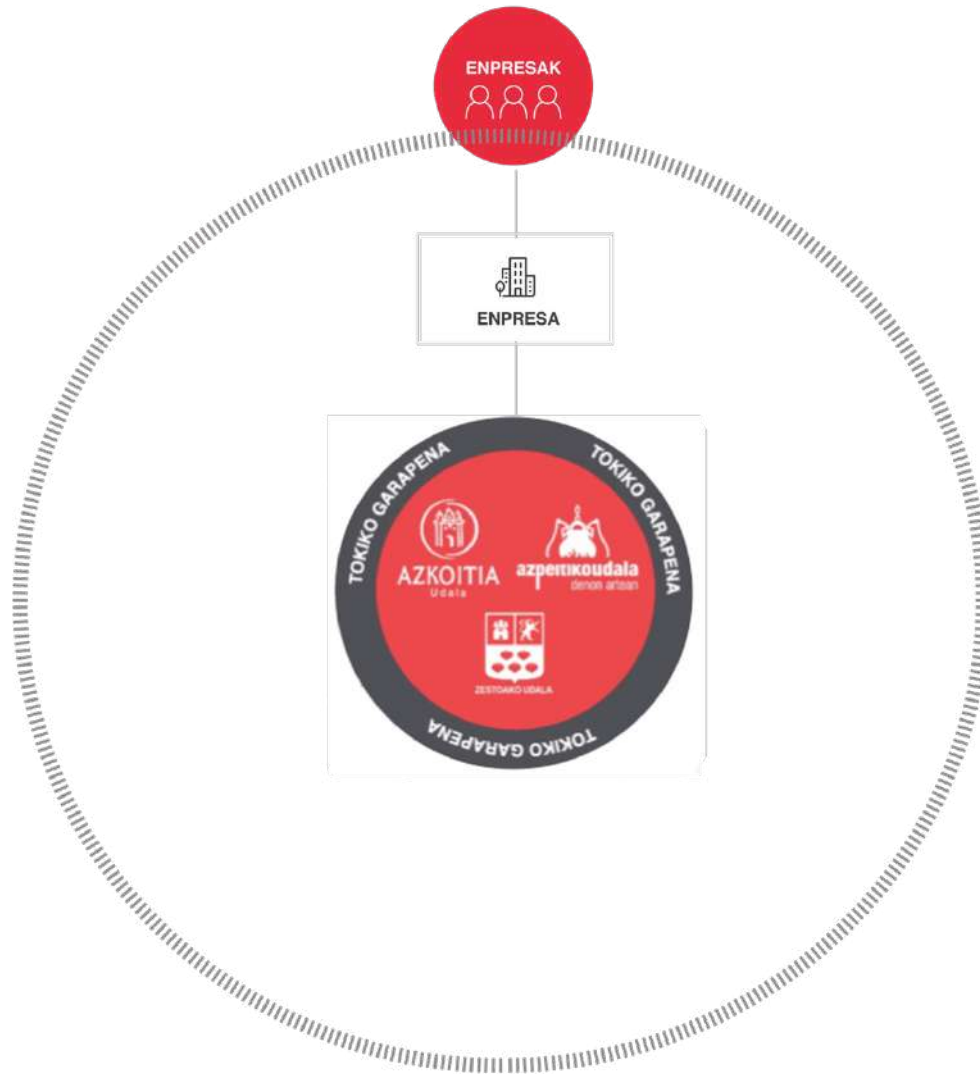 ENPRESAK
ENPRESA
TOKIKO GARAPENA
TOKIKO GARAPENA
AZKOITIA
Udala
azpeitikoudala
denon artean
ZESTOAKO UDALA
TOKIKO GARAPENA